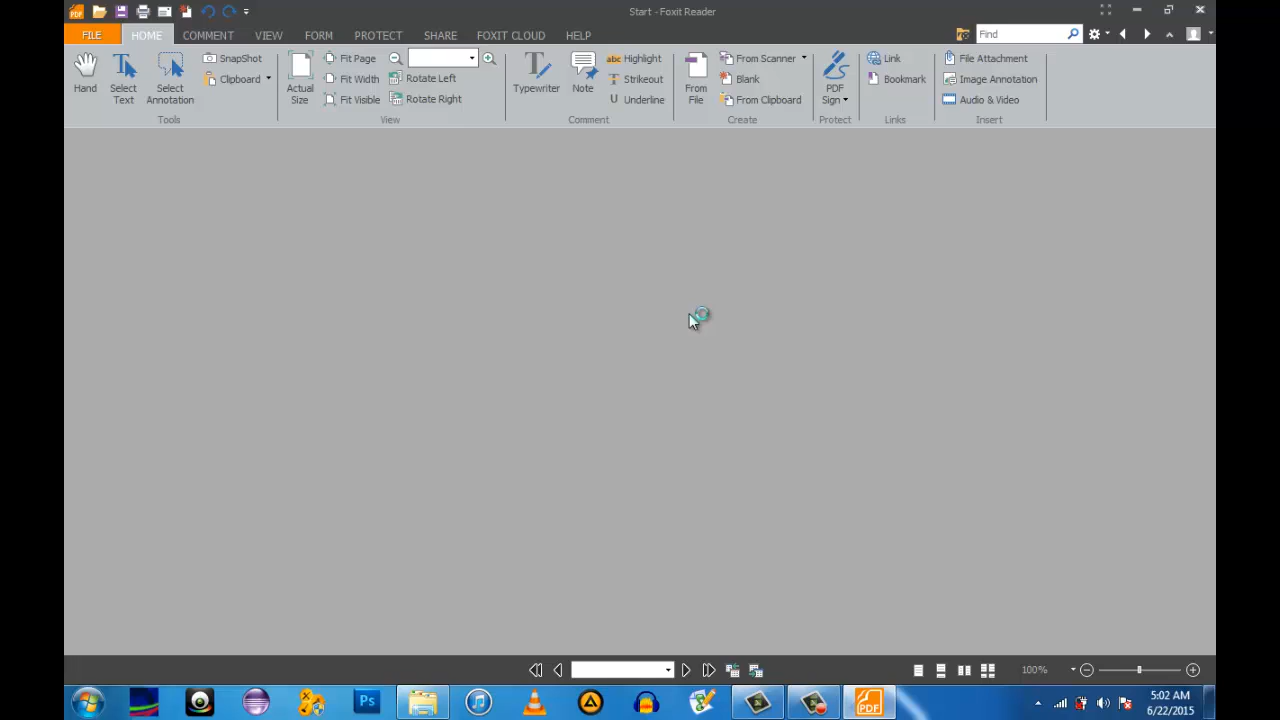 Start - Foxit Reader
FILE HOME COMMENT VIEW FORM PROTECT SHARE FOXIT CLOUD HELP Find
Hand
Select Text
Select Annotation
SnapShot
Clipboard
Tools
Actual Size
Fit Page
Fit Width
Fit Visible
Rotate Left
Rotate Right
View
Typewriter
Note
abc Highlight
T Strikeout
U Underline
Comment
From File
From Scanner
Blank
From Clipboard
Create
PDF Sign
Protect
Link
Bookmark
Links
File Attachment
Image Annotation
Audio & Video
Insert
100%
Ps
PDF
5:02 AM
6/22/2015